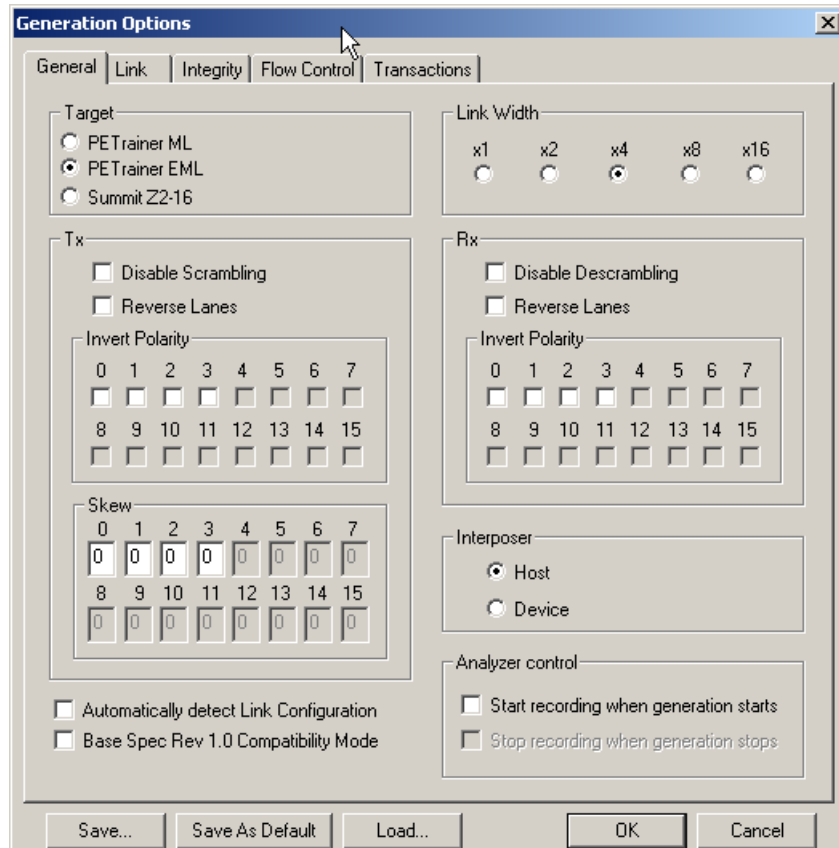 Generation Options
General Link Integrity Flow Control Transactions
Target
PETrainer ML
PETrainer EML
Summit Z2-16
Link Width
x1 x2 x4 x8 x16
Tx
Disable Scrambling
Reverse Lanes
Invert Polarity
0 1 2 3 4 5 6 7
8 9 10 11 12 13 14 15
Skew
0 1 2 3 4 5 6 7
0 0 0 0 0 0 0 0
8 9 10 11 12 13 14 15
0 0 0 0 0 0 0 0
Rx
Disable Descrambling
Reverse Lanes
Invert Polarity
0 1 2 3 4 5 6 7
8 9 10 11 12 13 14 15
Interposer
Host
Device
Automatically detect Link Configuration
Base Spec Rev 1.0 Compatibility Mode
Analyzer control
Start recording when generation starts
Stop recording when generation stops
Save... Save As Default Load... OK Cancel